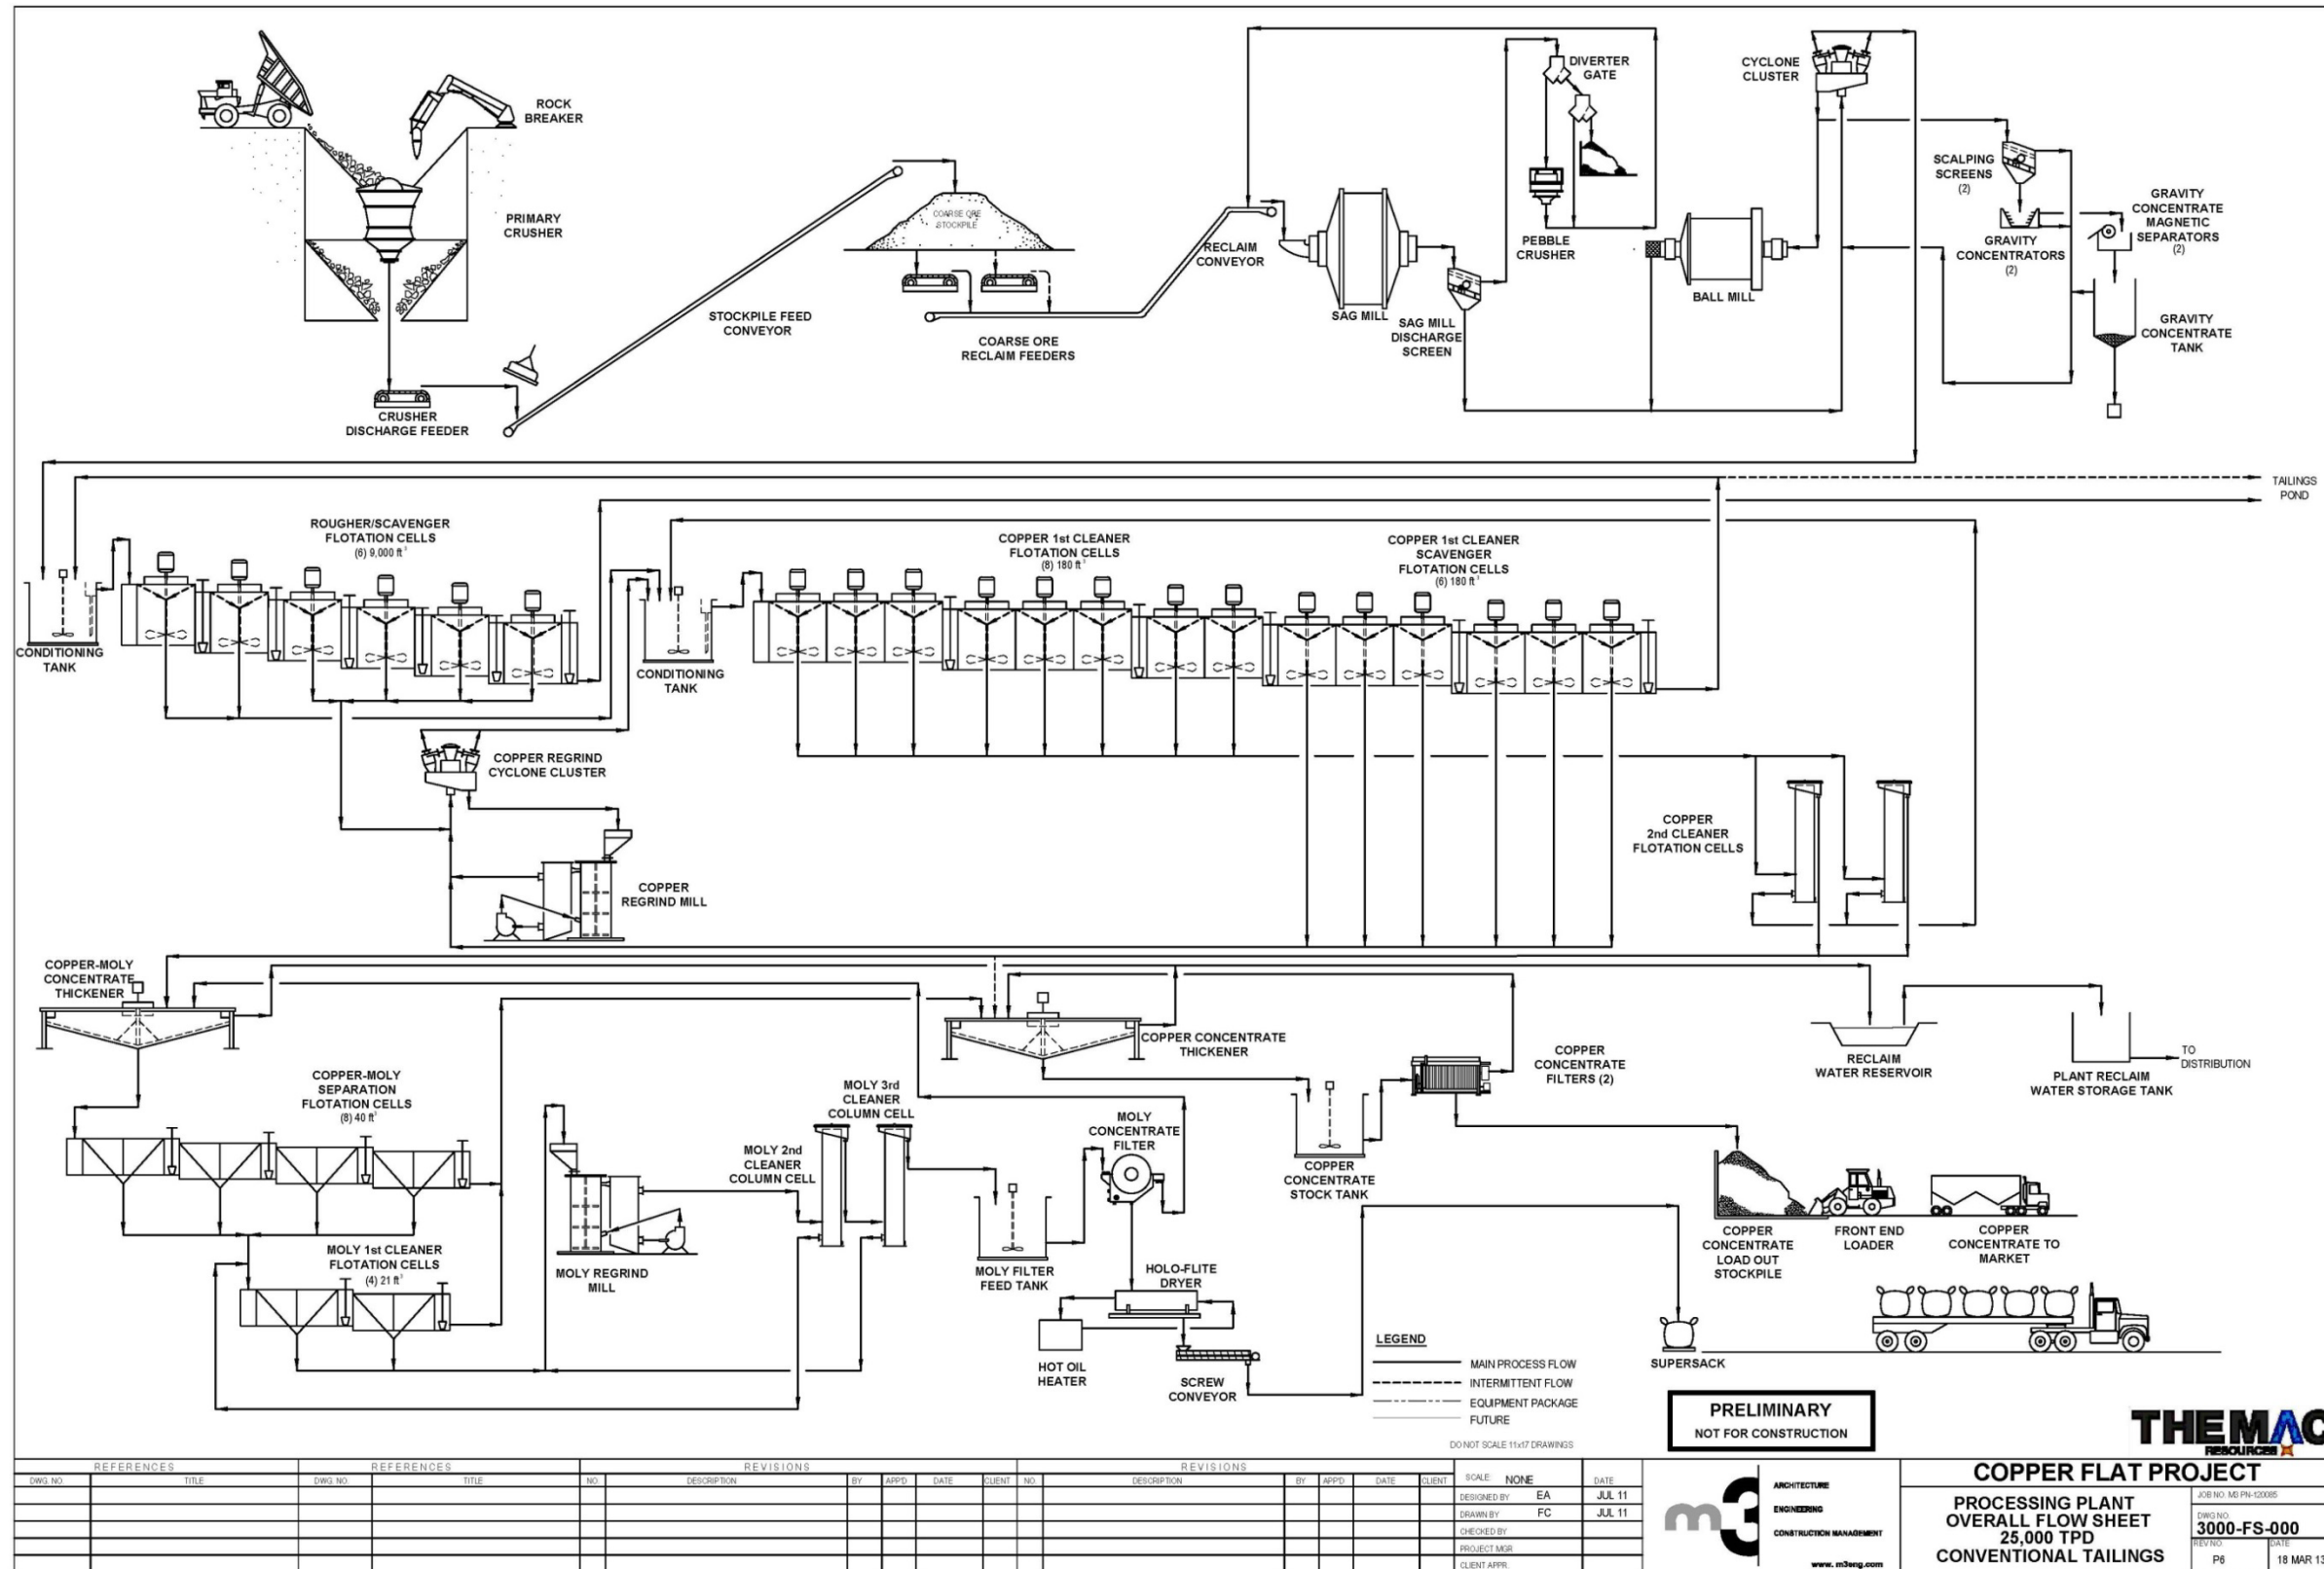 ROCK
BREAKER
PRIMARY
CRUSHER
CRUSHER
DISCHARGE FEEDER
STOCKPILE FEED
CONVEYOR
COARSE ORE
STOCKPILE
COARSE ORE
RECLAIM FEEDERS
RECLAIM
CONVEYOR
SAG MILL
SAG MILL
DISCHARGE
SCREEN
DIVERTER
GATE
PEBBLE
CRUSHER
BALL MILL
CYCLONE
CLUSTER
SCALPING
SCREENS
(2)
GRAVITY
CONCENTRATORS
(2)
GRAVITY
CONCENTRATE
MAGNETIC
SEPARATORS
(2)
GRAVITY
CONCENTRATE
TANK
TAILINGS
POND
ROUGHER/SCAVENGER
FLOTATION CELLS
(6) 9,000 ft³
CONDITIONING
TANK
CONDITIONING
TANK
COPPER 1st CLEANER
FLOTATION CELLS
(8) 180 ft³
COPPER 1st CLEANER
SCAVENGER
FLOTATION CELLS
(6) 180 ft³
COPPER REGRIND
CYCLONE CLUSTER
COPPER
REGRIND MILL
COPPER
2nd CLEANER
FLOTATION CELLS
COPPER-MOLY
CONCENTRATE
THICKENER
COPPER-MOLY
SEPARATION
FLOTATION CELLS
(8) 40 ft³
MOLY 1st CLEANER
FLOTATION CELLS
(4) 21 ft³
MOLY REGRIND
MILL
MOLY 2nd
CLEANER
COLUMN CELL
MOLY 3rd
CLEANER
COLUMN CELL
MOLY FILTER
FEED TANK
MOLY
CONCENTRATE
FILTER
HOLO-FLITE
DRYER
HOT OIL
HEATER
SCREW
CONVEYOR
COPPER CONCENTRATE
THICKENER
COPPER
CONCENTRATE
STOCK TANK
COPPER
CONCENTRATE
FILTERS (2)
RECLAIM
WATER RESERVOIR
PLANT RECLAIM
WATER STORAGE TANK
TO
DISTRIBUTION
COPPER
CONCENTRATE
LOAD OUT
STOCKPILE
FRONT END
LOADER
COPPER
CONCENTRATE TO
MARKET
SUPERSACK
LEGEND
MAIN PROCESS FLOW
INTERMITTENT FLOW
EQUIPMENT PACKAGE
FUTURE
DO NOT SCALE 11x17 DRAWINGS
PRELIMINARY
NOT FOR CONSTRUCTION
THEMAC
RESOURCES
REFERENCES
DWG. NO. TITLE
REFERENCES
DWG. NO. TITLE
REVISIONS
NO. DESCRIPTION BY APP'D DATE CLIENT
REVISIONS
NO. DESCRIPTION BY APP'D DATE CLIENT
SCALE: NONE DATE
DESIGNED BY EA JUL 11
DRAWN BY FC JUL 11
CHECKED BY
PROJECT MGR
CLIENT APPR.
m3
ARCHITECTURE
ENGINEERING
CONSTRUCTION MANAGEMENT
www. m3eng.com
COPPER FLAT PROJECT
PROCESSING PLANT
OVERALL FLOW SHEET
25,000 TPD
CONVENTIONAL TAILINGS
JOB NO. M3 PN-120085
DWG NO.
3000-FS-000
REV NO. DATE
P6 18 MAR 13